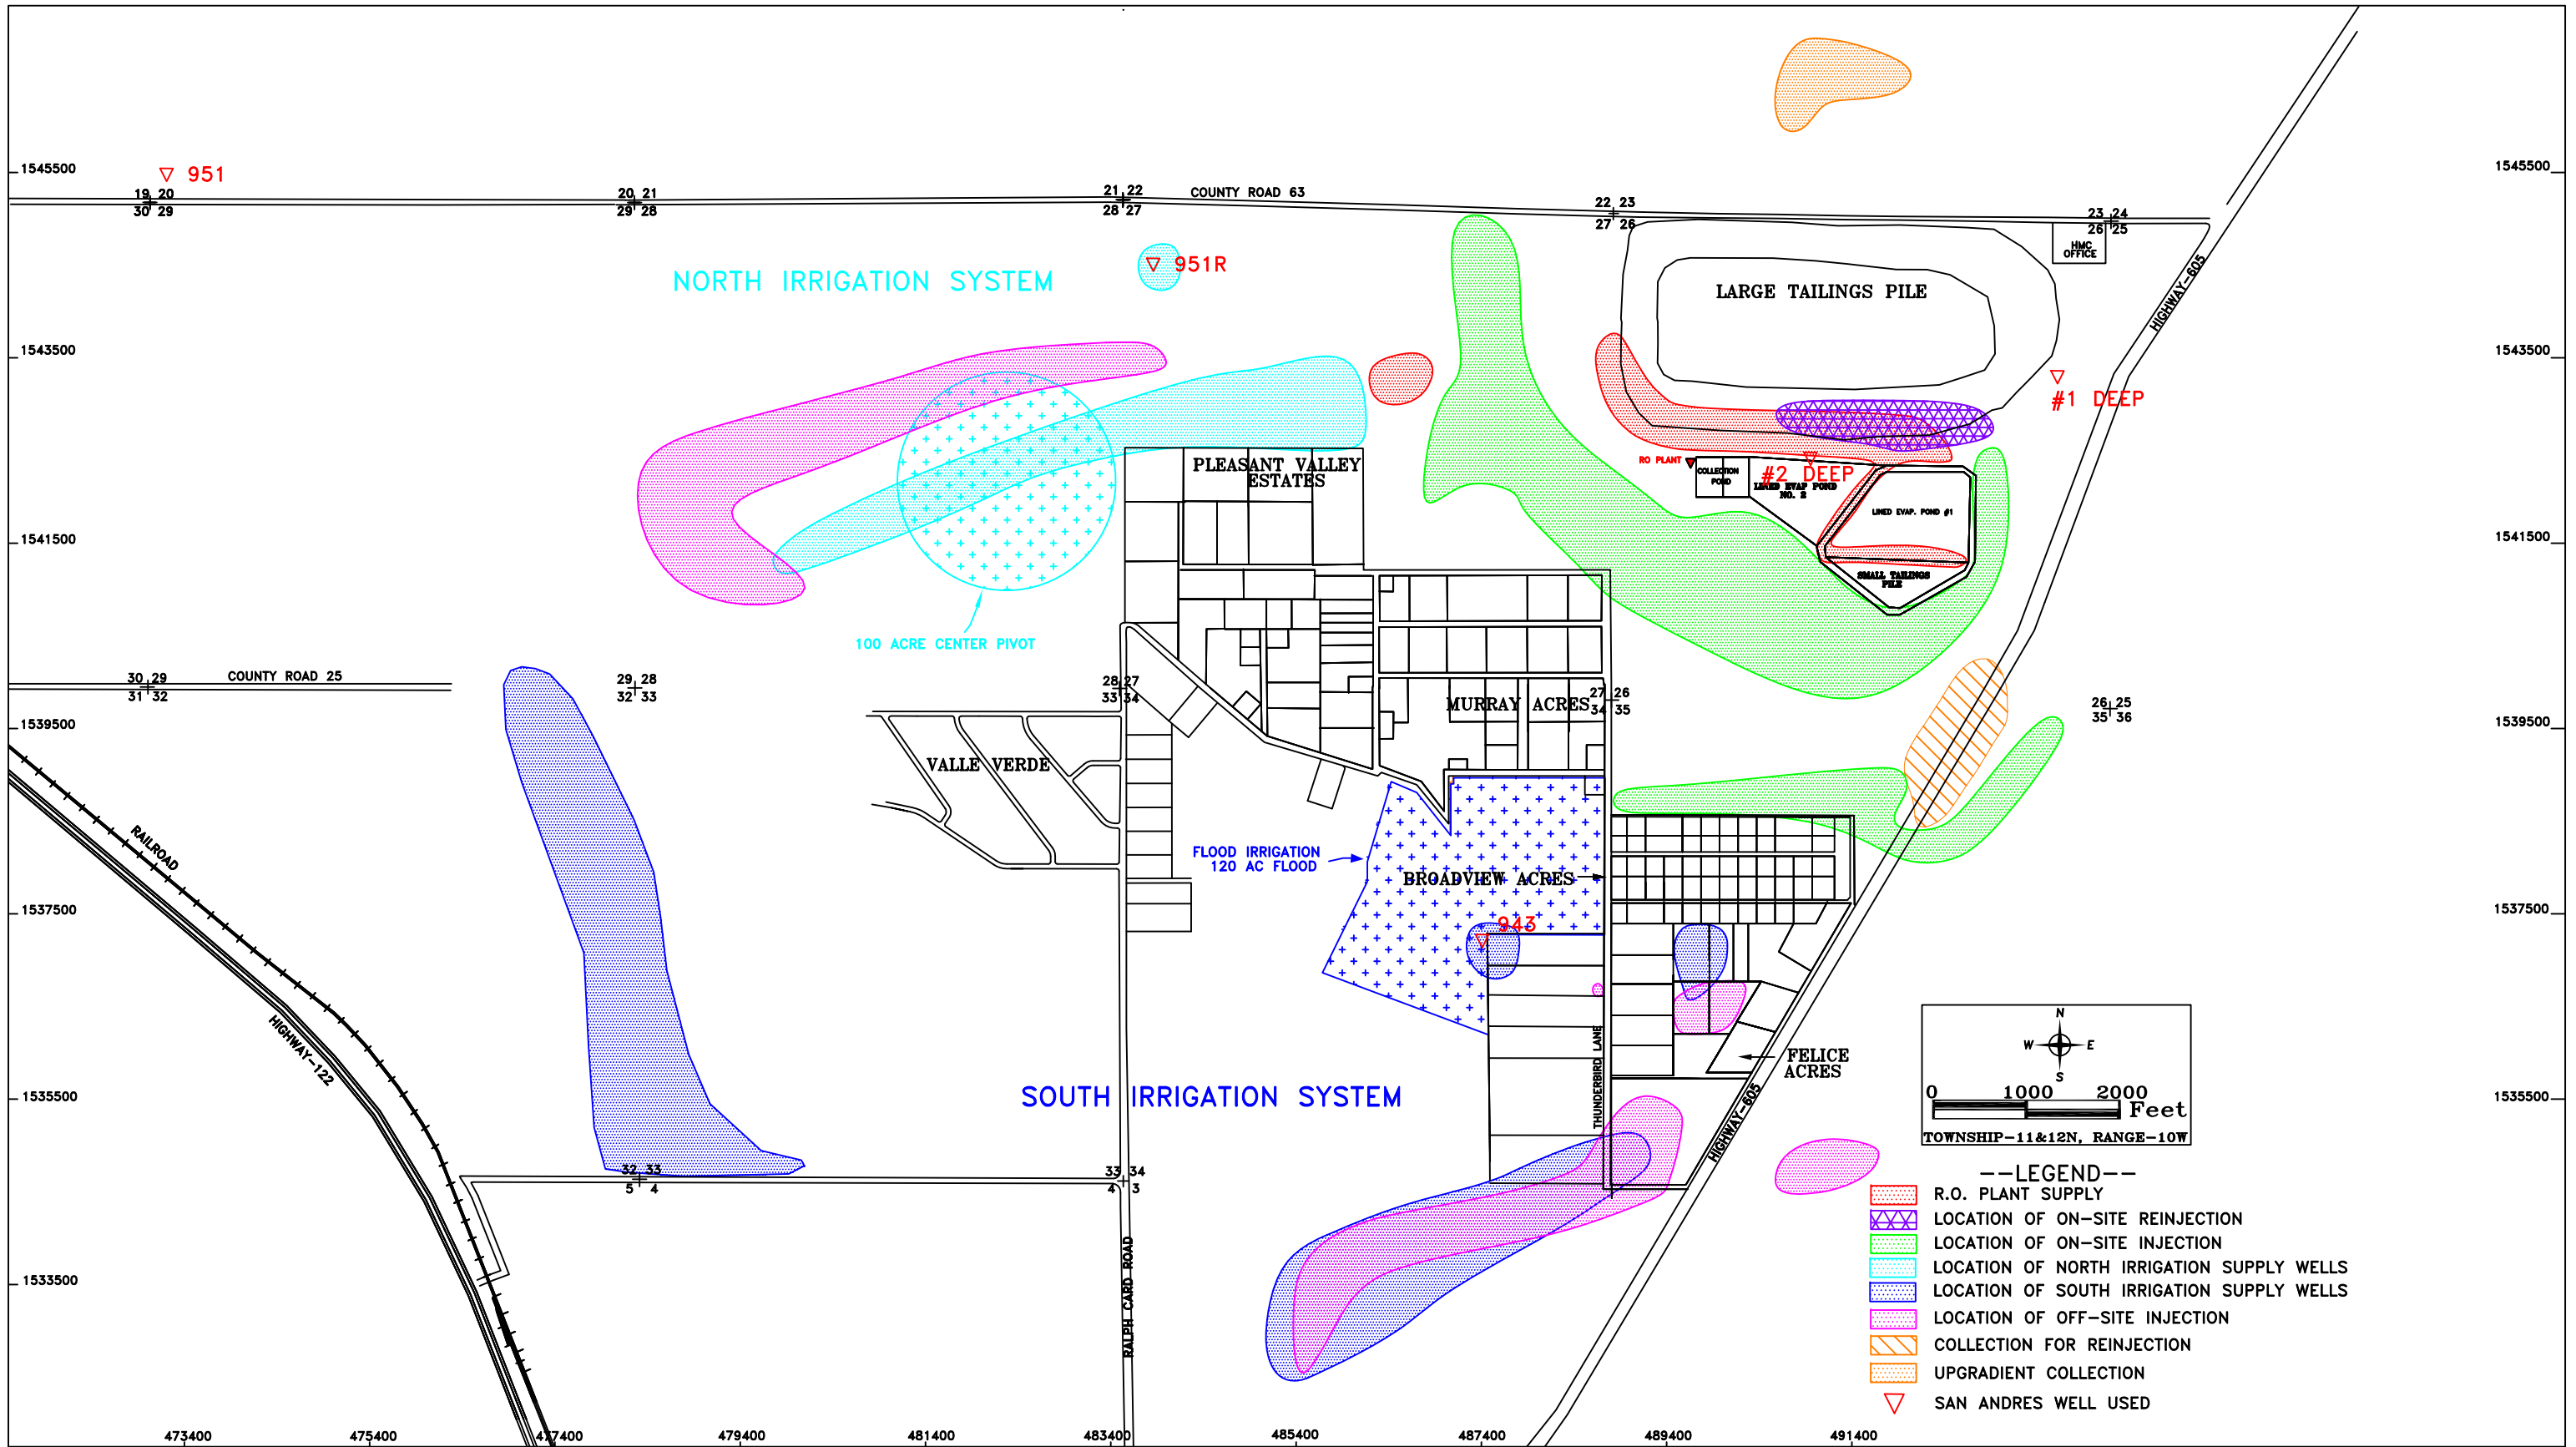 1545500
951
19 20
30 29
20 21
29 28
21 22
28 27
COUNTY ROAD 63
22 23
27 26
23 24
26 25
1545500
HMC
OFFICE
HIGHWAY-605
NORTH IRRIGATION SYSTEM
951R
LARGE TAILINGS PILE
1543500
1543500
#1 DEEP
RO PLANT
COLLECTION
POND
#2 DEEP
LINED EVAP POND
NO. 2
LINED EVAP. POND #1
SMALL TAILINGS
PILE
PLEASANT VALLEY
ESTATES
1541500
1541500
100 ACRE CENTER PIVOT
30 29
31 32
COUNTY ROAD 25
29 28
32 33
28 27
33 34
MURRAY ACRES
27 26
34 35
26 25
35 36
1539500
1539500
VALLE VERDE
RAILROAD
FLOOD IRRIGATION
120 AC FLOOD
BROADVIEW ACRES
1537500
1537500
943
HIGHWAY-122
THUNDERBIRD LANE
FELICE
ACRES
HIGHWAY-605
SOUTH IRRIGATION SYSTEM
1535500
1535500
N
W E
S
0 1000 2000
Feet
TOWNSHIP-11&12N, RANGE-10W
32 33
5 4
33 34
4 3
RALPH CARD ROAD
1533500
--LEGEND--
R.O. PLANT SUPPLY
LOCATION OF ON-SITE REINJECTION
LOCATION OF ON-SITE INJECTION
LOCATION OF NORTH IRRIGATION SUPPLY WELLS
LOCATION OF SOUTH IRRIGATION SUPPLY WELLS
LOCATION OF OFF-SITE INJECTION
COLLECTION FOR REINJECTION
UPGRADIENT COLLECTION
SAN ANDRES WELL USED
473400 475400 477400 479400 481400 483400 485400 487400 489400 491400